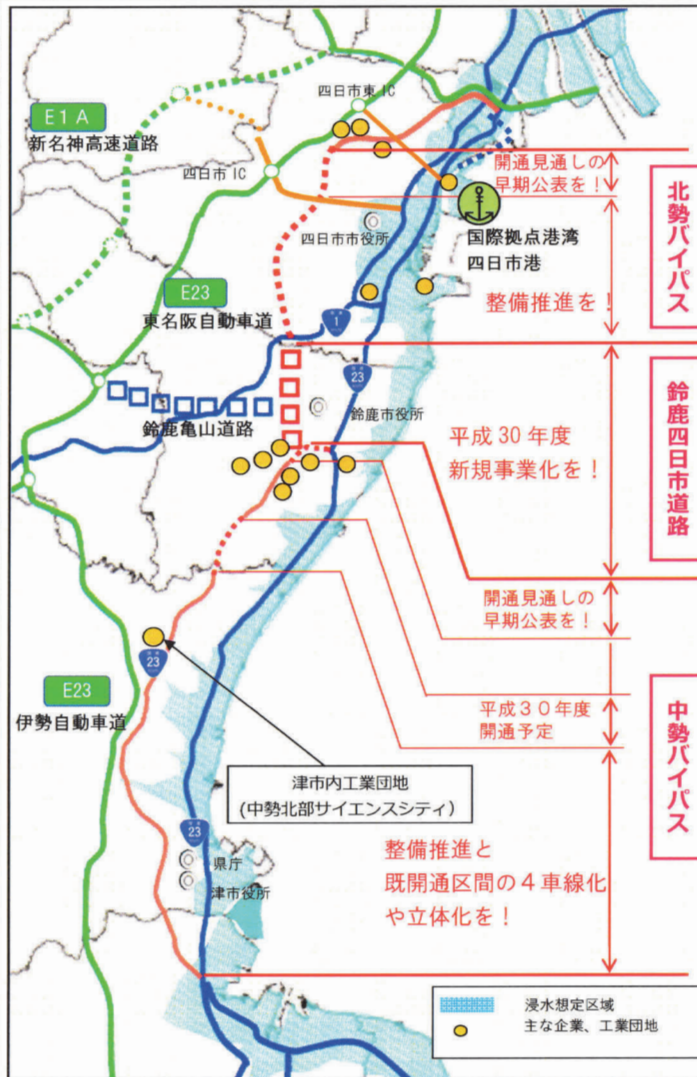 四日市東IC
E1A
新名神高速道路
開通見通しの
早期公表を!
北勢バイパス
四日市IC
四日市市役所
国際拠点港湾
四日市港
E23
東名阪自動車道
整備推進を!
1
23
鈴鹿市役所
鈴鹿亀山道路
平成30年度
新規事業化を!
鈴鹿四日市道路
開通見通しの
早期公表を!
23
E23
伊勢自動車道
平成30年度
開通予定
中勢バイパス
津市内工業団地
(中勢北部サイエンスシティ)
23
県庁
津市役所
整備推進と
既開通区間の4車線化
や立体化を!
浸水想定区域
主な企業、工業団地